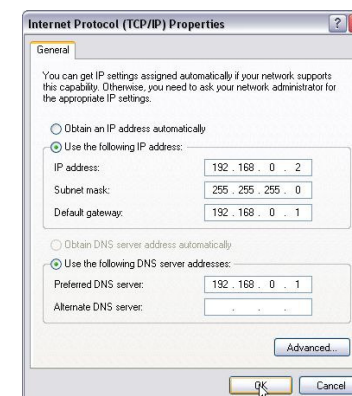 Internet Protocol (TCP/IP) Properties
General
You can get IP settings assigned automatically if your network supports
this capability. Otherwise, you need to ask your network administrator for
the appropriate IP settings.
Obtain an IP address automatically
Use the following IP address:
IP address: 192 . 168 . 0 . 2
Subnet mask: 255 . 255 . 255 . 0
Default gateway: 192 . 168 . 0 . 1
Obtain DNS server address automatically
Use the following DNS server addresses:
Preferred DNS server: 192 . 168 . 0 . 1
Alternate DNS server: . . .
Advanced...
OK Cancel